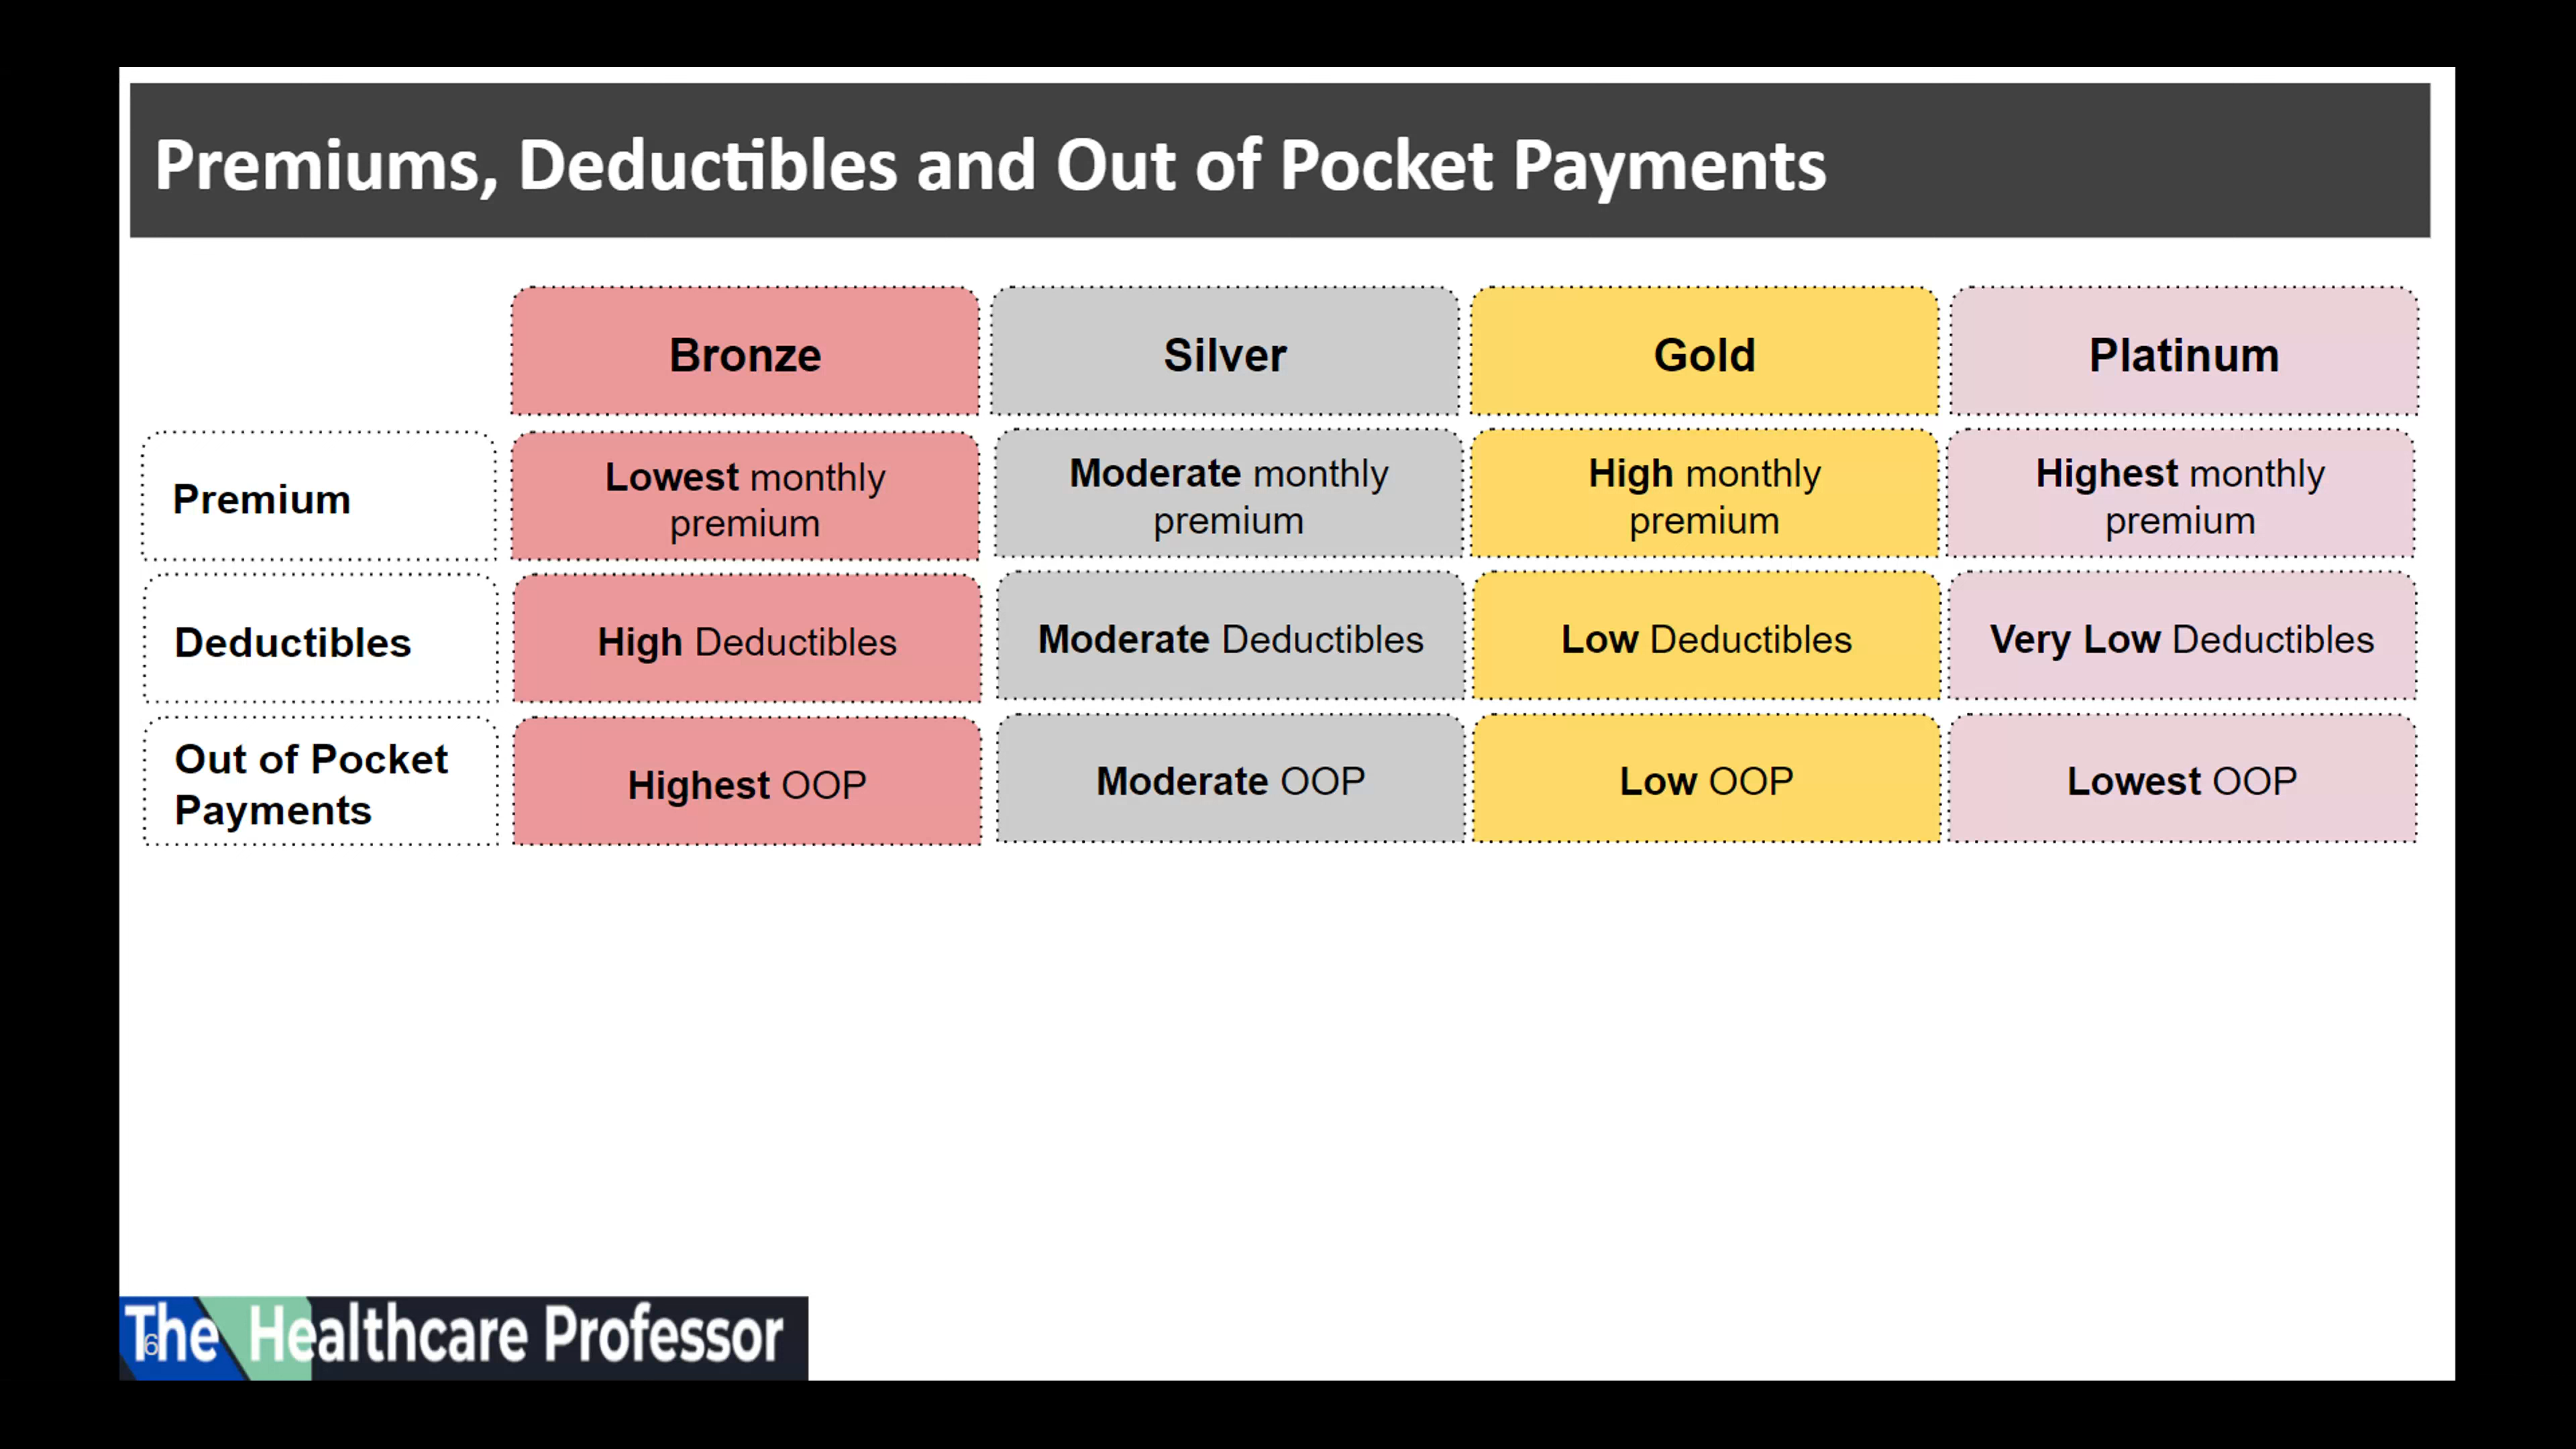 Premiums, Deductibles and Out of Pocket Payments
Bronze
Silver
Gold
Platinum
Premium
Lowest monthly
premium
Moderate monthly
premium
High monthly
premium
Highest monthly
premium
Deductibles
High Deductibles
Moderate Deductibles
Low Deductibles
Very Low Deductibles
Out of Pocket
Payments
Highest OOP
Moderate OOP
Low OOP
Lowest OOP
The Healthcare Professor
6